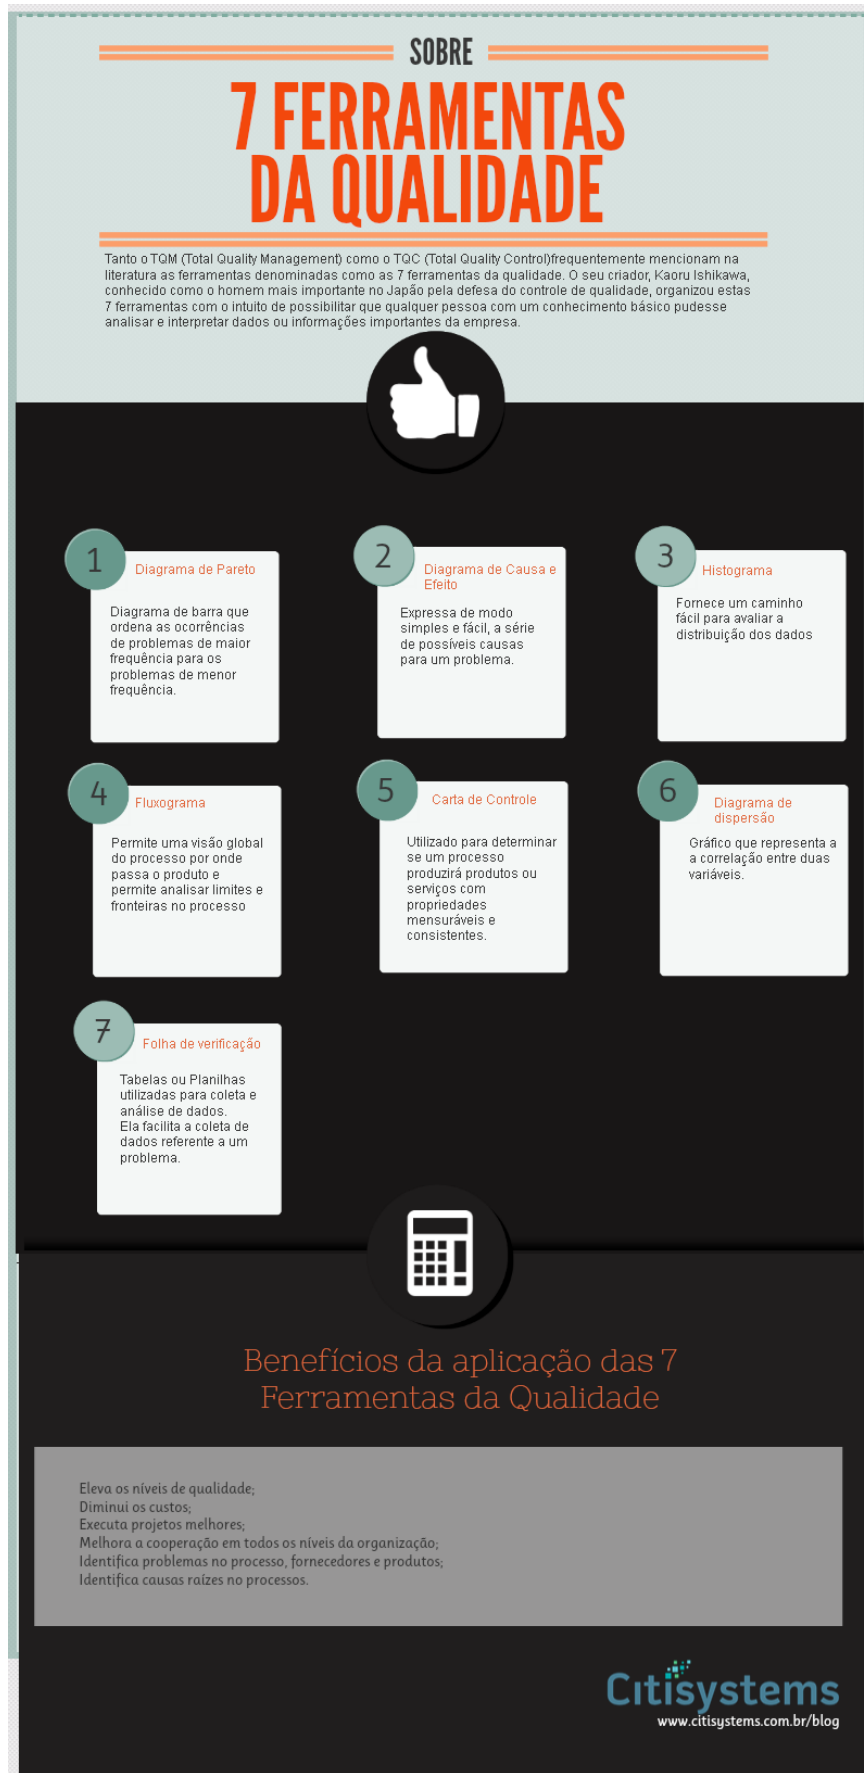 SOBRE
7 FERRAMENTAS
DA QUALIDADE
Tanto o TQM (Total Quality Management) como o TQC (Total Quality Control)frequentemente mencionam na
literatura as ferramentas denominadas como as 7 ferramentas da qualidade. O seu criador, Kaoru Ishikawa,
conhecido como o homem mais importante no Japão pela defesa do controle de qualidade, organizou estas
7 ferramentas com o intuito de possibilitar que qualquer pessoa com um conhecimento básico pudesse
analisar e interpretar dados ou informações importantes da empresa.
1
Diagrama de Pareto
Diagrama de barra que
ordena as ocorrências
de problemas de maior
frequência para os
problemas de menor
frequência.
2
Diagrama de Causa e
Efeito
Expressa de modo
simples e fácil, a série
de possíveis causas
para um problema.
3
Histograma
Fornece um caminho
fácil para avaliar a
distribuição dos dados
4
Fluxograma
Permite uma visão global
do processo por onde
passa o produto e
permite analisar limites e
fronteiras no processo
5
Carta de Controle
Utilizado para determinar
se um processo
produzirá produtos ou
serviços com
propriedades
mensuráveis e
consistentes.
6
Diagrama de
dispersão
Gráfico que representa a
a correlação entre duas
variáveis.
7
Folha de verificação
Tabelas ou Planilhas
utilizadas para coleta e
análise de dados.
Ela facilita a coleta de
dados referente a um
problema.
Benefícios da aplicação das 7
Ferramentas da Qualidade
Eleva os níveis de qualidade;
Diminui os custos;
Executa projetos melhores;
Melhora a cooperação em todos os níveis da organização;
Identifica problemas no processo, fornecedores e produtos;
Identifica causas raízes no processos.
Citisystems
www.citisystems.com.br/blog